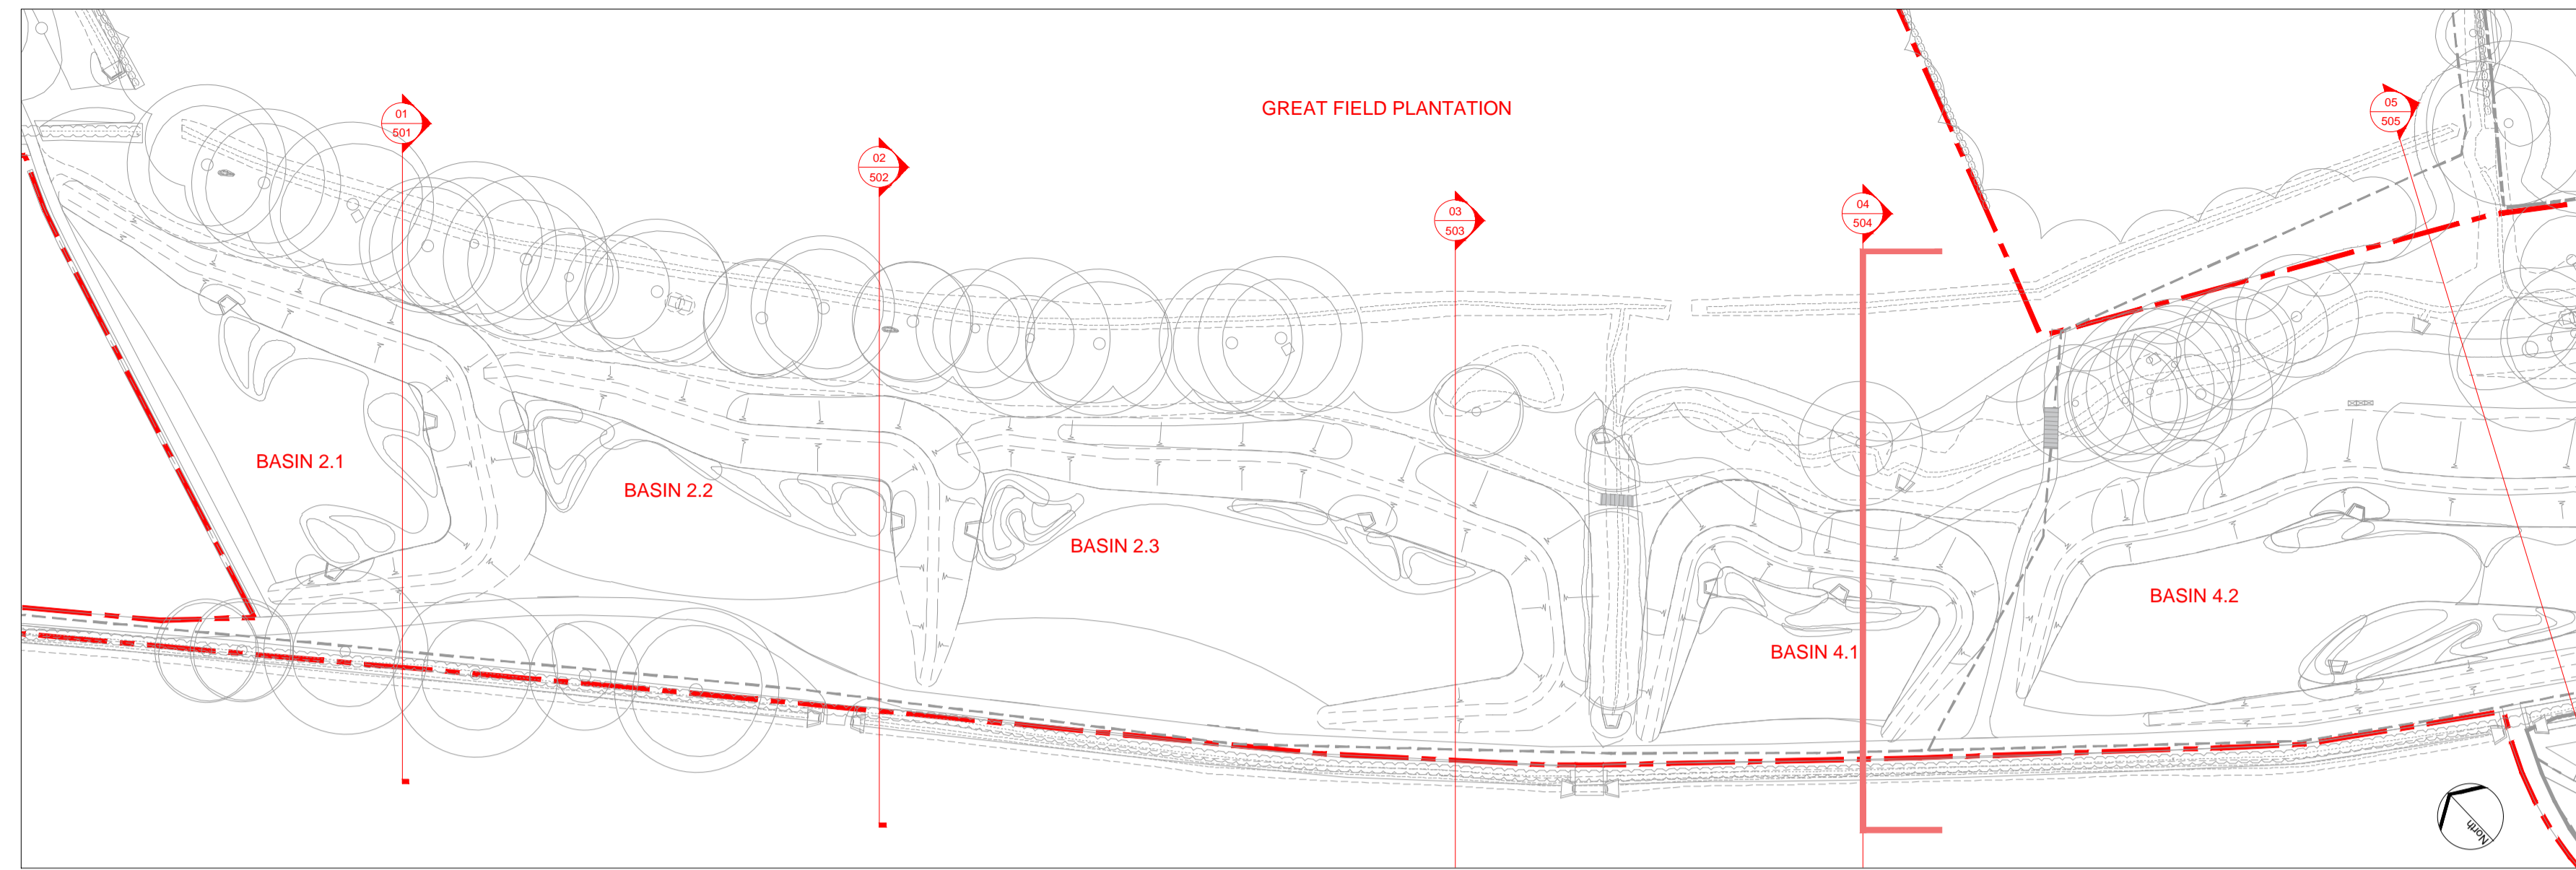 GREAT FIELD PLANTATION
01
501
02
502
03
503
04
504
05
505
BASIN 2.1
BASIN 2.2
BASIN 2.3
BASIN 4.1
BASIN 4.2
North